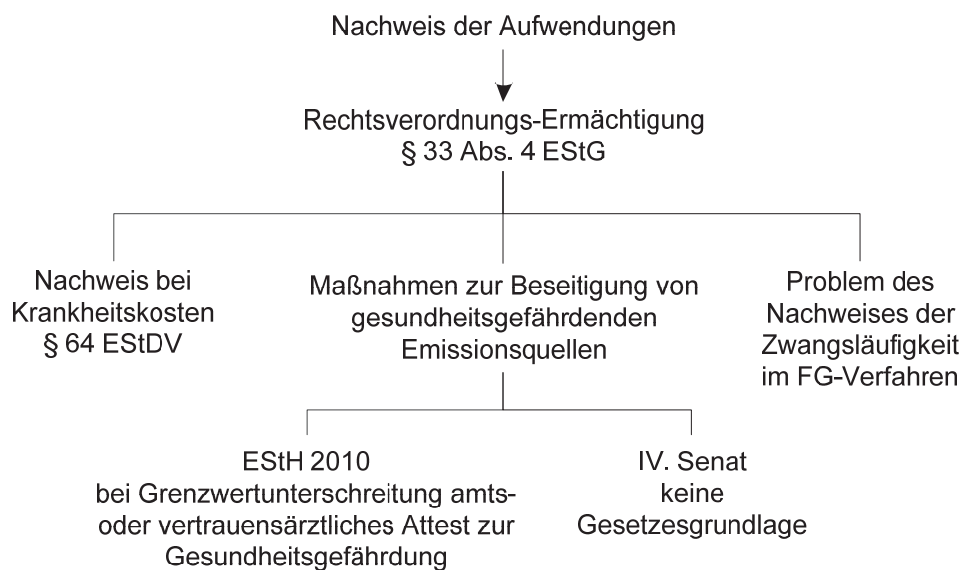 Nachweis der Aufwendungen
Rechtsverordnungs-Ermächtigung
§ 33 Abs. 4 EStG
Nachweis bei
Krankheitskosten
§ 64 EStDV
Maßnahmen zur Beseitigung von
gesundheitsgefährdenden
Emissionsquellen
Problem des
Nachweises der
Zwangsläufigkeit
im FG-Verfahren
EStH 2010
bei Grenzwertunterschreitung amts-
oder vertrauensärztliches Attest zur
Gesundheitsgefährdung
IV. Senat
keine
Gesetzesgrundlage